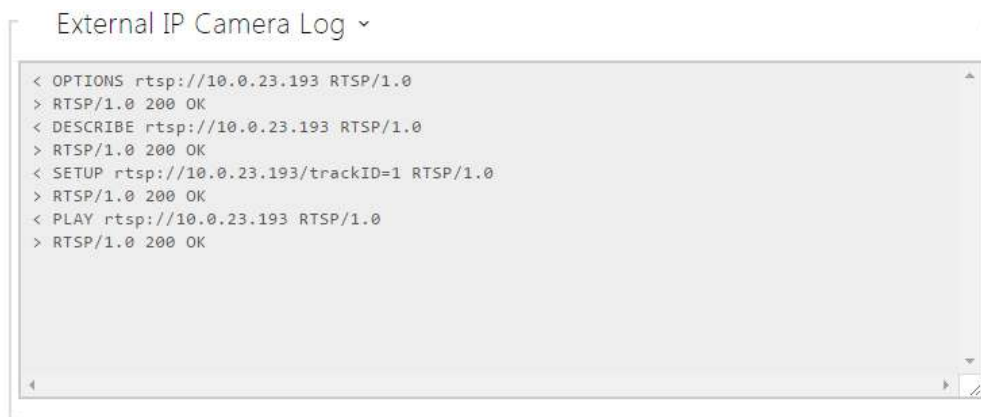 External IP Camera Log
< OPTIONS rtsp://10.0.23.193 RTSP/1.0
> RTSP/1.0 200 OK
< DESCRIBE rtsp://10.0.23.193 RTSP/1.0
> RTSP/1.0 200 OK
< SETUP rtsp://10.0.23.193/trackID=1 RTSP/1.0
> RTSP/1.0 200 OK
< PLAY rtsp://10.0.23.193 RTSP/1.0
> RTSP/1.0 200 OK